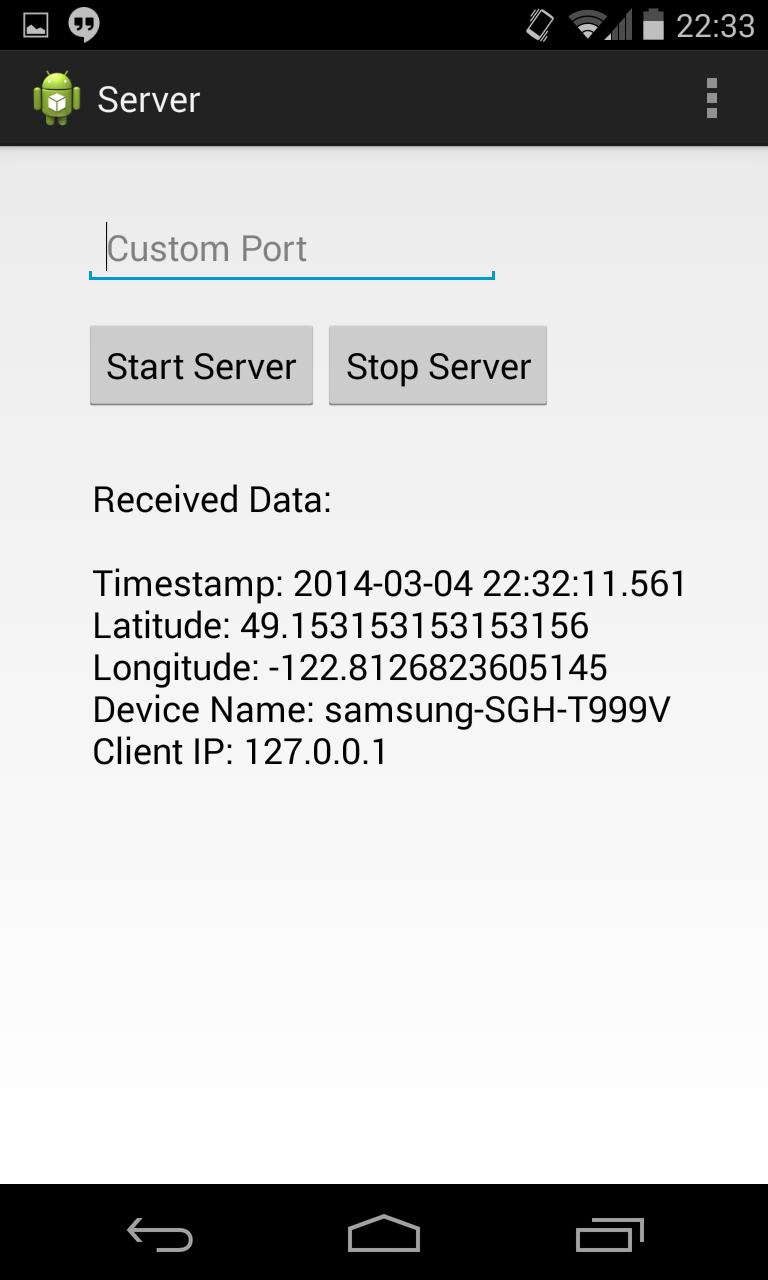 22:33
Server
Custom Port
Start Server Stop Server
Received Data:
Timestamp: 2014-03-04 22:32:11.561
Latitude: 49.153153153153156
Longitude: -122.8126823605145
Device Name: samsung-SGH-T999V
Client IP: 127.0.0.1